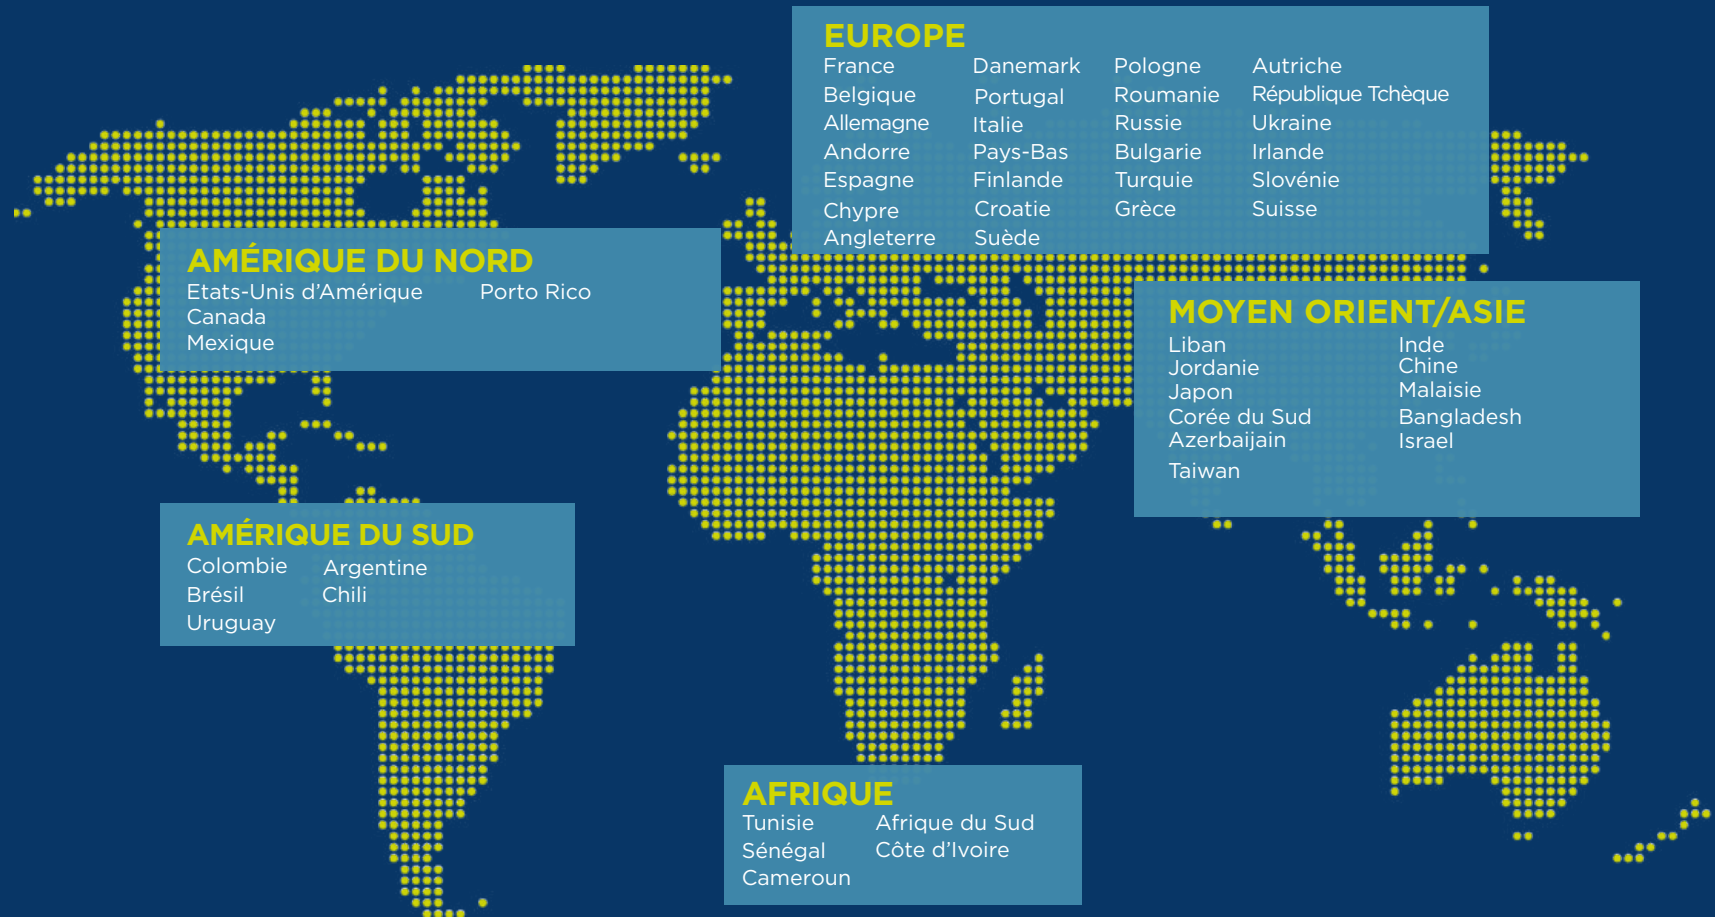 EUROPE
France Danemark Pologne Autriche
Belgique Portugal Roumanie République Tchèque
Allemagne Italie Russie Ukraine
Andorre Pays-Bas Bulgarie Irlande
Espagne Finlande Turquie Slovénie
Chypre Croatie Grèce Suisse
Angleterre Suède
AMÉRIQUE DU NORD
Etats-Unis d’Amérique Porto Rico
Canada
Mexique
MOYEN ORIENT/ASIE
Liban Inde
Jordanie Chine
Japon Malaisie
Corée du Sud Bangladesh
Azerbaijain Israel
Taiwan
AMÉRIQUE DU SUD
Colombie Argentine
Brésil Chili
Uruguay
AFRIQUE
Tunisie Afrique du Sud
Sénégal Côte d’Ivoire
Cameroun